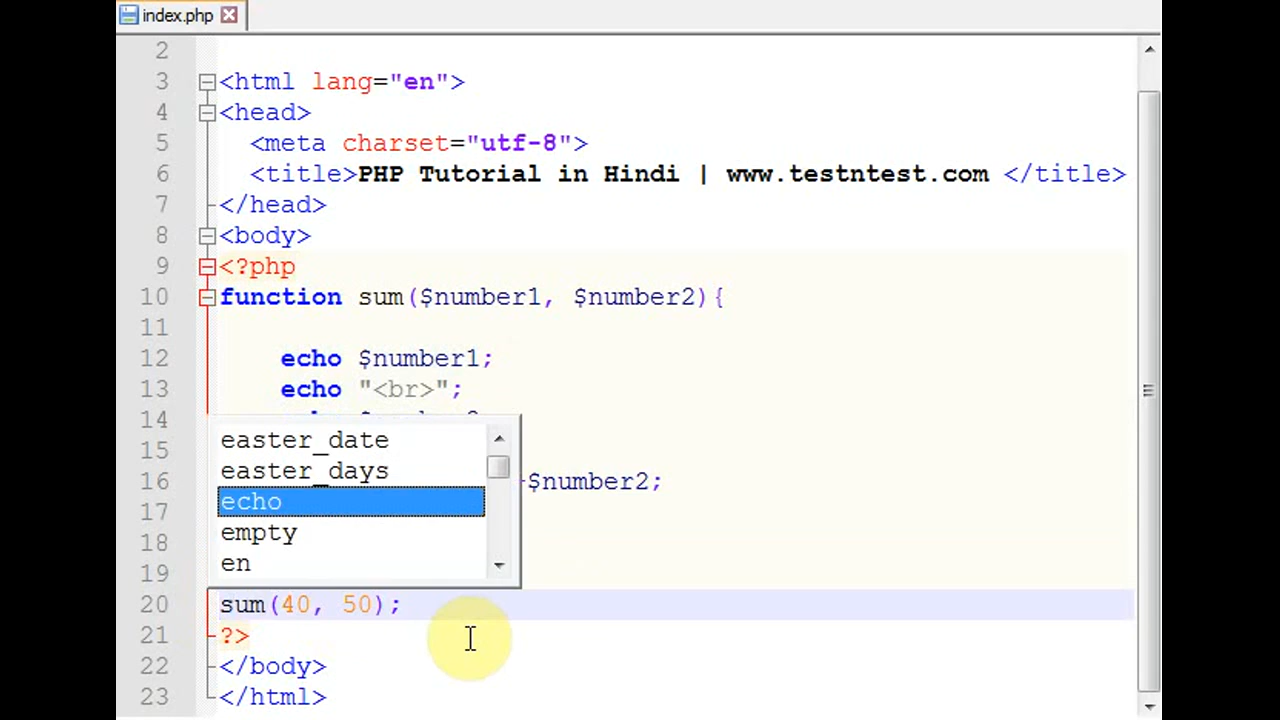 index.php
2
3 <html lang="en">
4 <head>
5 <meta charset="utf-8">
6 <title>PHP Tutorial in Hindi | www.testntest.com </title>
7 </head>
8 <body>
9 <?php
10 function sum($number1, $number2){
11
12 echo $number1;
13 echo "<br>";
14
easter_date
15
easter_days
16 $number2;
echo
17
empty
18
en
19
20 sum(40, 50);
21 ?>
22 </body>
23 </html>